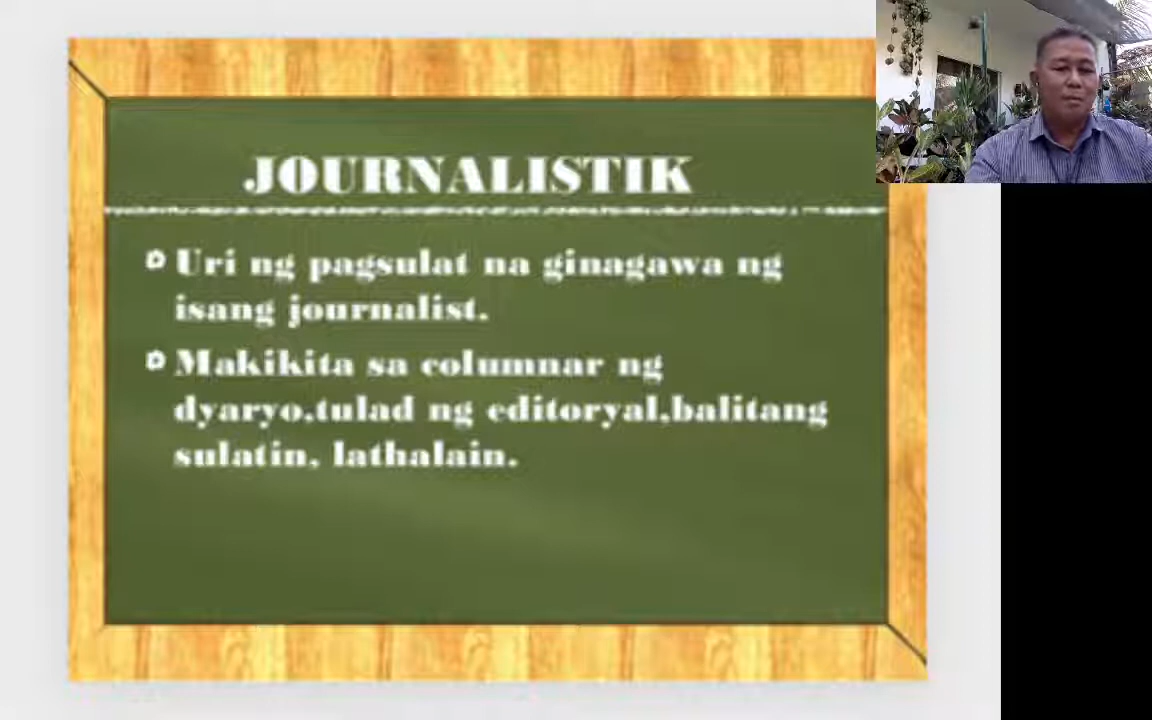 JOURNALISTIK
Uri ng pagsulat na ginagawa ng
isang journalist.
Makikita sa columnar ng
dyaryo,tulad ng editoryal,balitang
sulatin, lathalain.